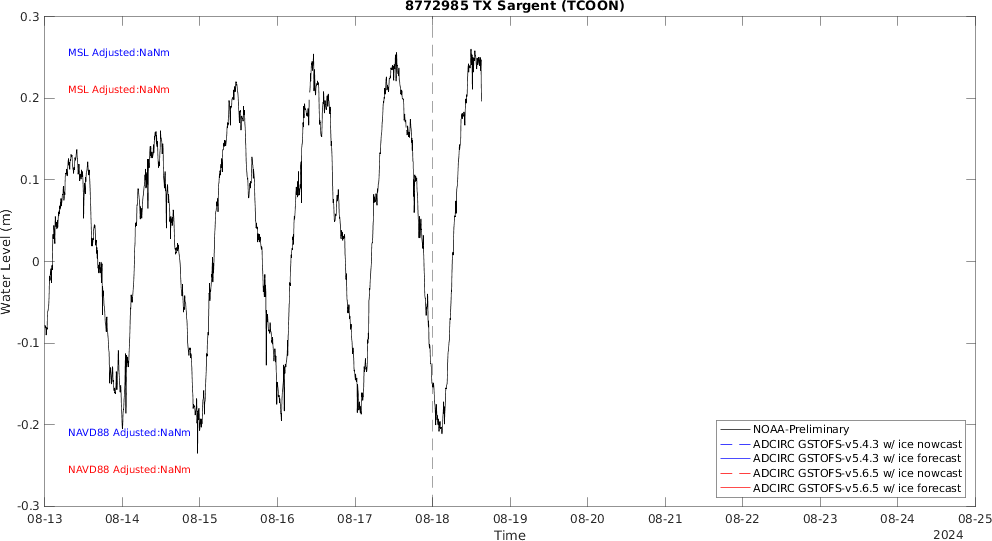 8772985 TX Sargent (TCOON)
0.3
0.2
0.1
0
-0.1
-0.2
-0.3
Water Level (m)
MSL Adjusted:NaNm
MSL Adjusted:NaNm
NAVD88 Adjusted:NaNm
NAVD88 Adjusted:NaNm
NOAA-Preliminary
ADCIRC GSTOFS-v5.4.3 w/ ice nowcast
ADCIRC GSTOFS-v5.4.3 w/ ice forecast
ADCIRC GSTOFS-v5.6.5 w/ ice nowcast
ADCIRC GSTOFS-v5.6.5 w/ ice forecast
08-13 08-14 08-15 08-16 08-17 08-18 08-19 08-20 08-21 08-22 08-23 08-24 08-25
Time
2024